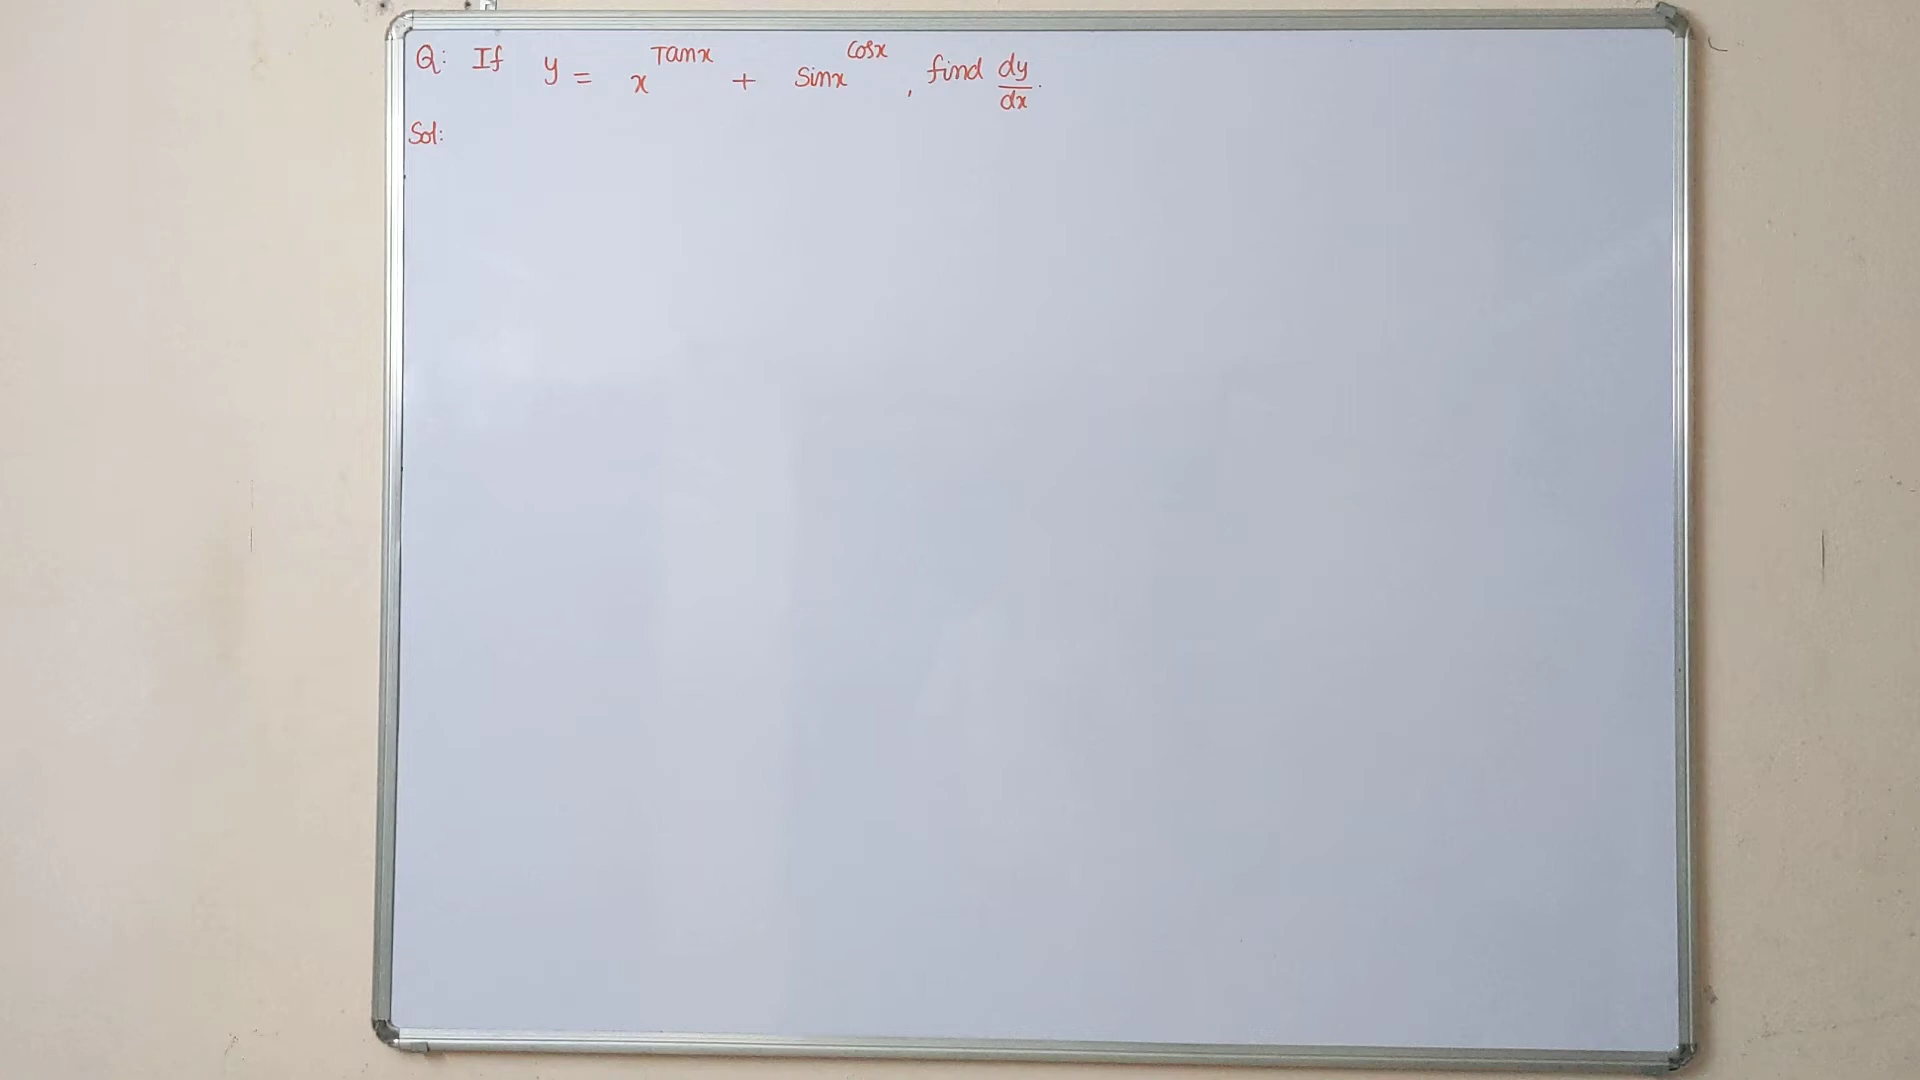 Q: If y = x^Tanx + Sinx^Cosx, find dy/dx.
Sol: